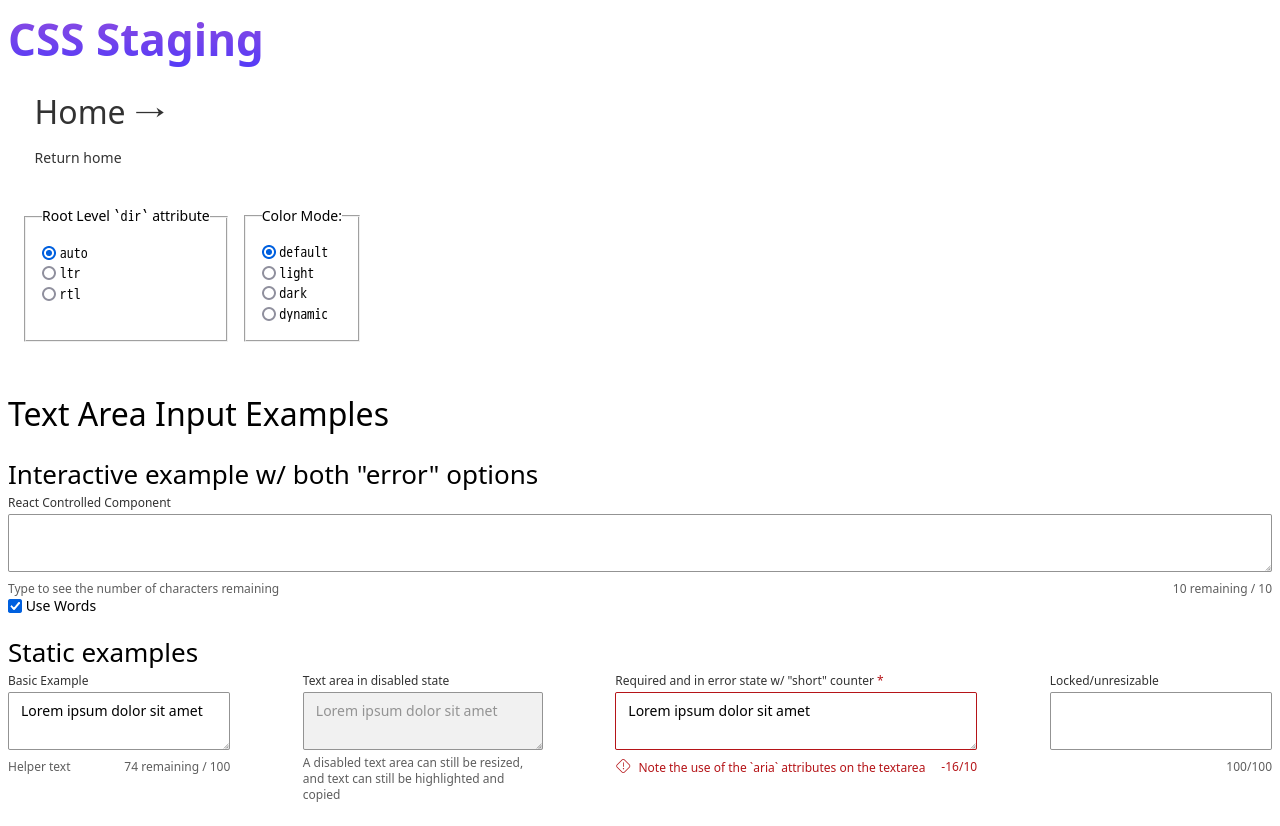 CSS Staging
Home →
Return home
Root Level `dir` attribute
auto
ltr
rtl
Color Mode:
default
light
dark
dynamic
Text Area Input Examples
Interactive example w/ both "error" options
React Controlled Component
Type to see the number of characters remaining
10 remaining / 10
Use Words
Static examples
Basic Example
Lorem ipsum dolor sit amet
Helper text
74 remaining / 100
Text area in disabled state
Lorem ipsum dolor sit amet
A disabled text area can still be resized,
and text can still be highlighted and
copied
Required and in error state w/ "short" counter *
Lorem ipsum dolor sit amet
Note the use of the `aria` attributes on the textarea
-16/10
Locked/unresizable
100/100